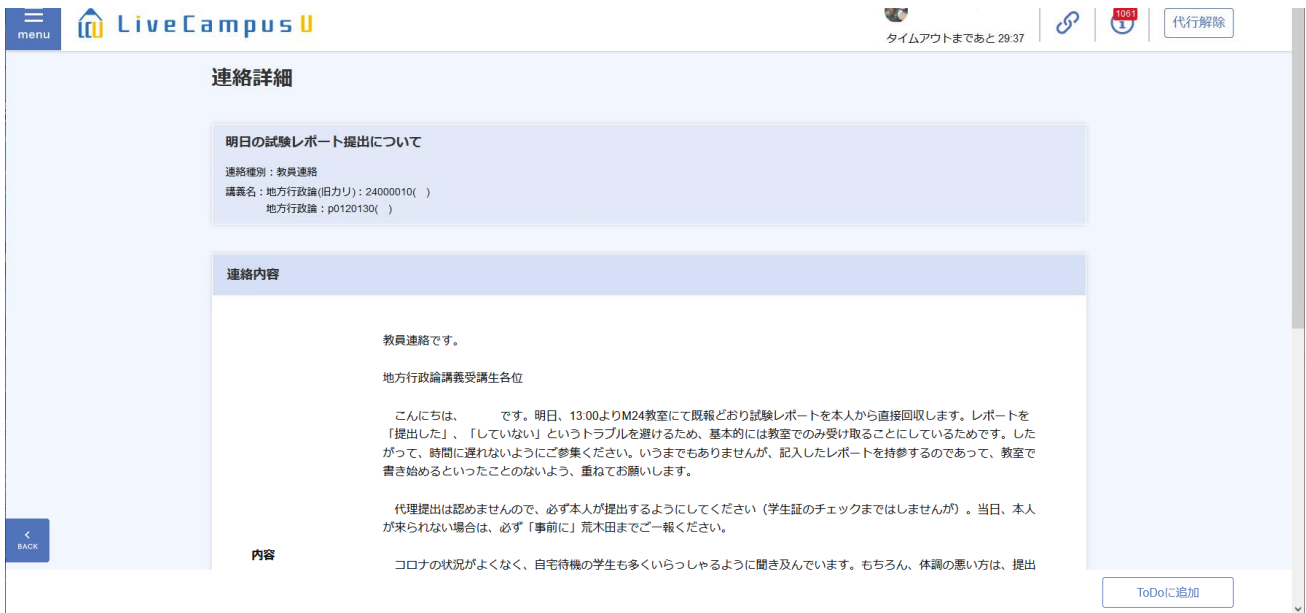 menu
LiveCampusU
タイムアウトまであと 29:37
1061
代行解除
連絡詳細
明日の試験レポート提出について
連絡種別：教員連絡
講義名：地方行政論(旧カリ)：24000010( )
地方行政論：p0120130( )
連絡内容
教員連絡です。
地方行政論講義受講生各位
こんにちは、　　　です。明日、13:00よりM24教室にて既報どおり試験レポートを本人から直接回収します。レポートを
「提出した」、「していない」というトラブルを避けるため、基本的には教室でのみ受け取ることにしているためです。した
がって、時間に遅れないようにご参集ください。いうまでもありませんが、記入したレポートを持参するのであって、教室で
書き始めるといったことのないよう、重ねてお願いします。
代理提出は認めませんので、必ず本人が提出するようにしてください（学生証のチェックまではしませんが）。当日、本人
が来られない場合は、必ず「事前に」荒木田までご一報ください。
内容
コロナの状況がよくなく、自宅待機の学生も多くいらっしゃるように聞き及んでいます。もちろん、体調の悪い方は、提出
BACK
ToDoに追加